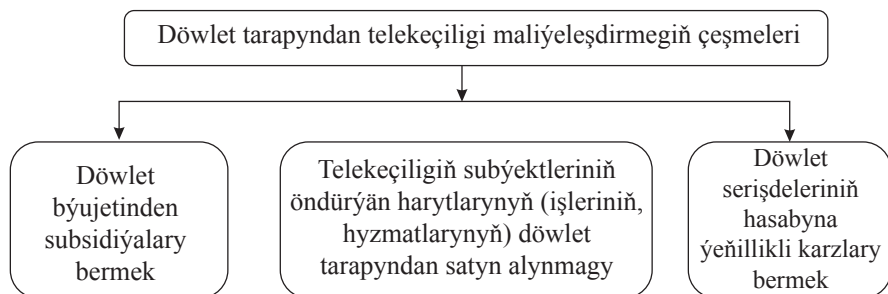 Döwlet tarapyndan telekeçiligi maliýeleşdirmegiň çeşmeleri
Döwlet
býujetinden
subsidiýalary
bermek
Telekeçiligiň subýektleriniň
öndürýän harytlarynyň (işleriniň,
hyzmatlarynyň) döwlet
tarapyndan satyn alynmagy
Döwlet
serişdeleriniň
hasabyna
ýeňillikli karzlary
bermek